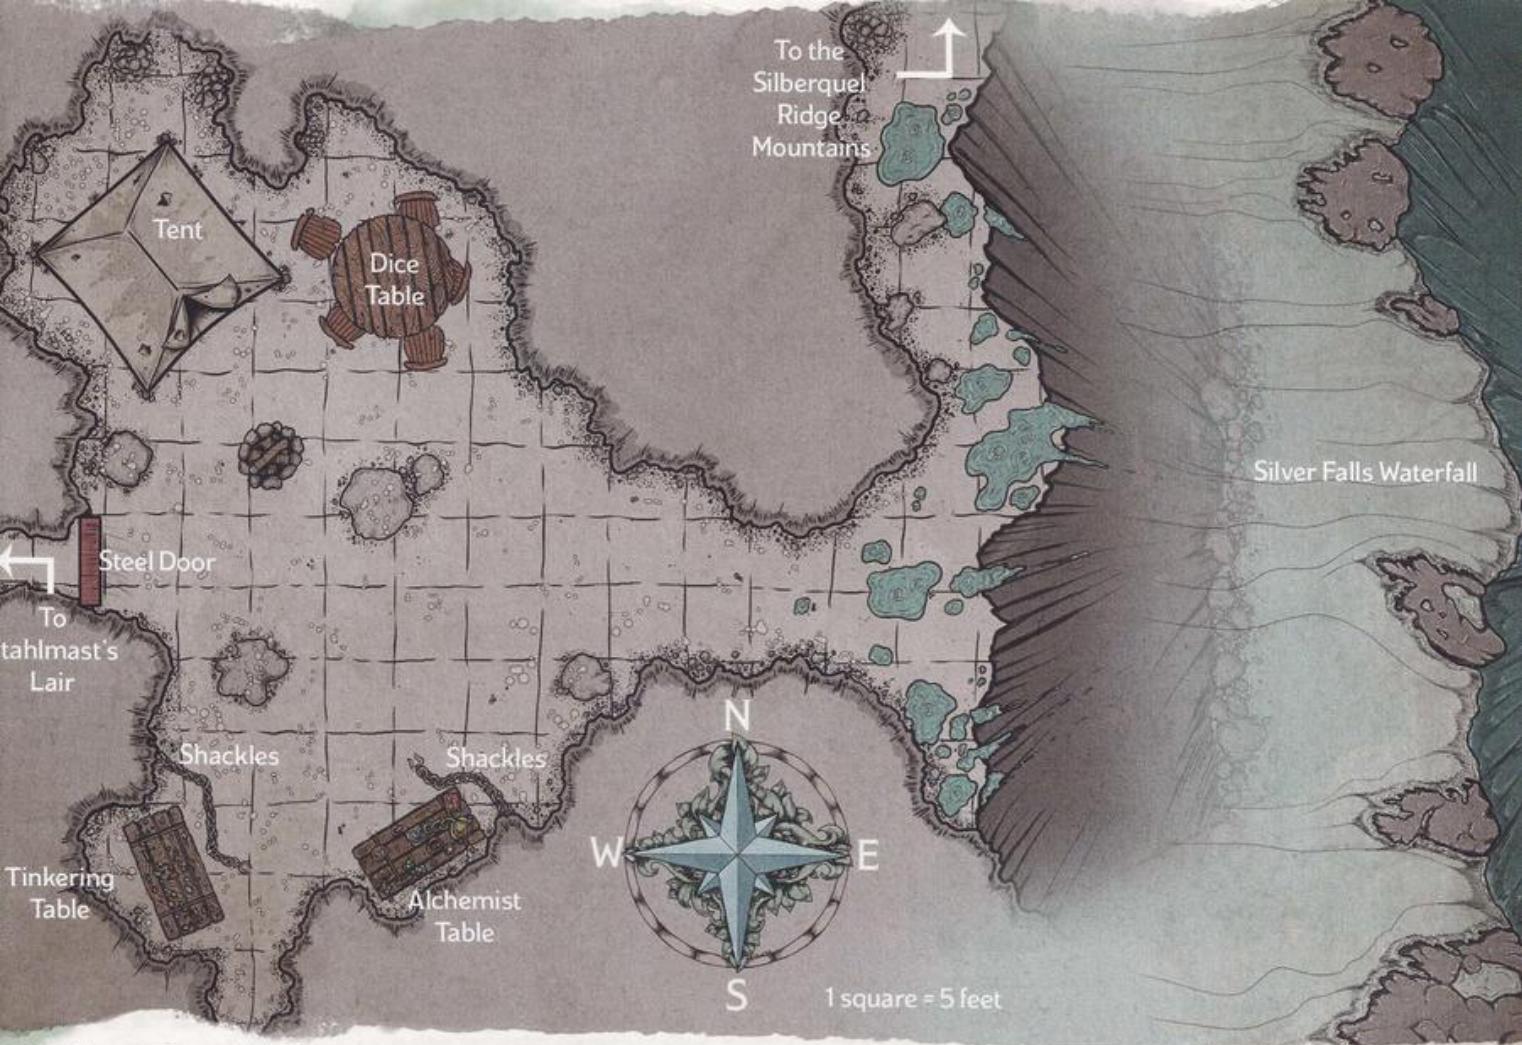 To the
Silberquel
Ridge
Mountains
Tent
Dice
Table
Silver Falls Waterfall
Steel Door
To
tahlmast's
Lair
Shackles
Shackles
Tinkering
Table
Alchemist
Table
N
W
E
S
1 square = 5 feet